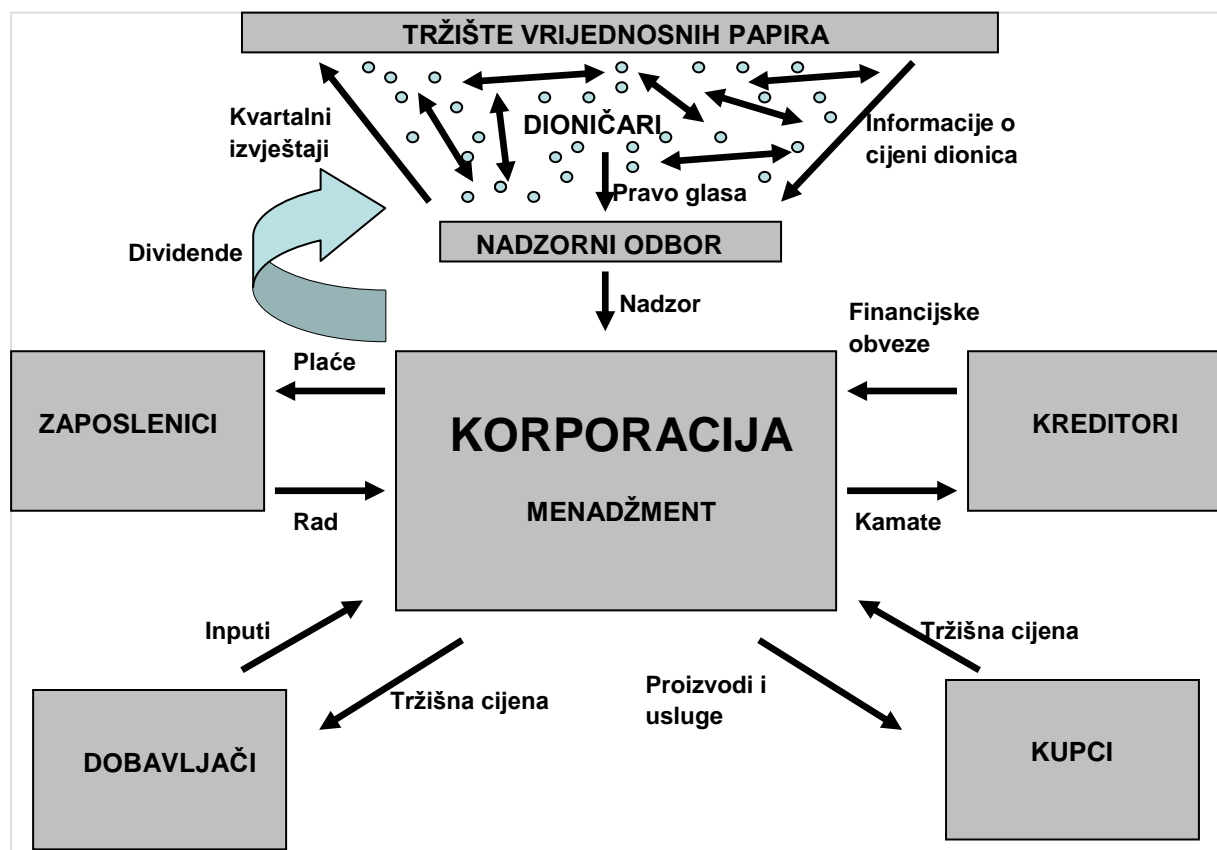 TRŽIŠTE VRIJEDNOSNIH PAPIRA
Kvartalni
izvještaji
DIONIČARI
Informacije o
cijeni dionica
Pravo glasa
Dividende
NADZORNI ODBOR
Nadzor
Financijske
obveze
Plaće
ZAPOSLENICI
KORPORACIJA
KREDITORI
MENADŽMENT
Rad
Kamate
Inputi
Tržišna cijena
Tržišna cijena
Proizvodi i
usluge
DOBAVLJAČI
KUPCI